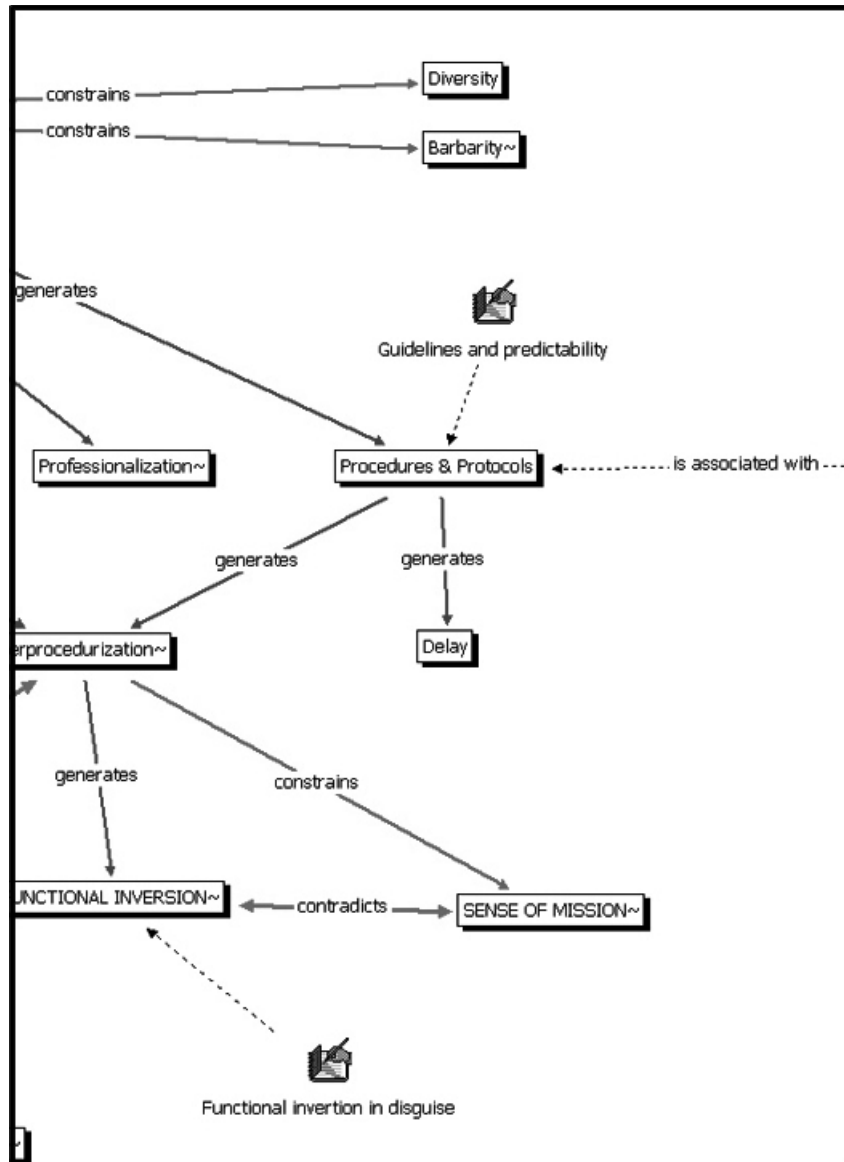 Diversity
constrains
constrains
Barbarity~
generates
Guidelines and predictability
Professionalization~
Procedures & Protocols
is associated with
generates
generates
erprocedurization~
Delay
generates
constrains
UNCTIONAL INVERSION~
contradicts
SENSE OF MISSION~
Functional invertion in disguise
~